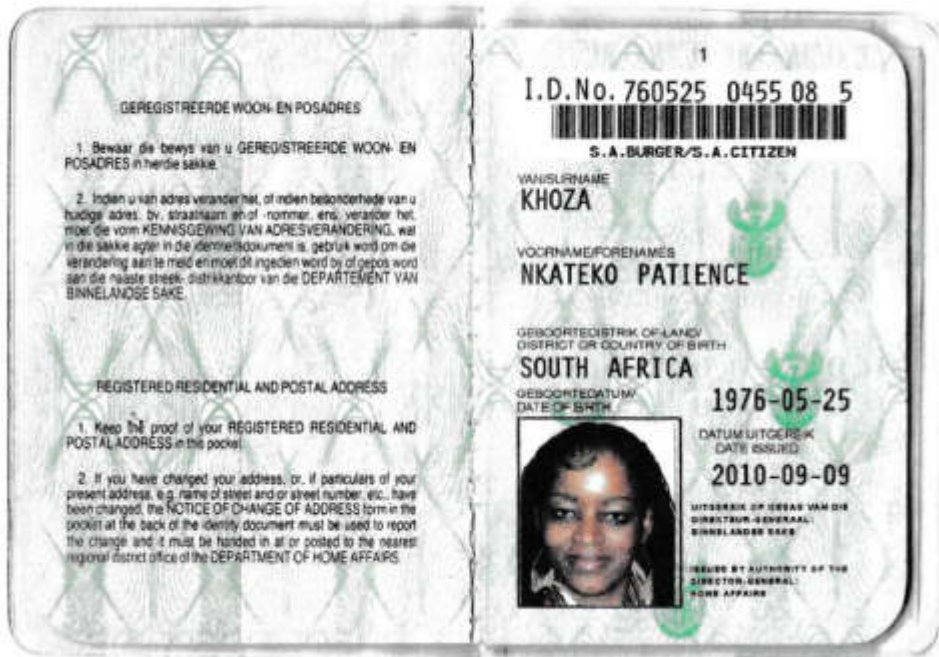 GEREGISTREERDE WOON- EN POSADRES
1. Bewaar die bewys van u GEREGISTREERDE WOON- EN
POSADRES in hierdie sakkie.
2. Indien u van adres verander het, of indien besonderhede van u
huidige adres, bv. straatnaam en/of -nommer, ens. verander het,
moet die vorm KENNISGEWING VAN ADRESVERANDERING, wat
in die sakkie agter in die identiteitsdokument is, gebruik word om die
verandering aan te meld en moet dit ingedien word by of gepos word
aan die naaste streek- distrikkantoor van die DEPARTEMENT VAN
BINNELANDSE SAKE.
REGISTERED RESIDENTIAL AND POSTAL ADDRESS
1. Keep the proof of your REGISTERED RESIDENTIAL AND
POSTAL ADDRESS in this pocket.
2. If you have changed your address, or, if particulars of your
present address, e.g. name of street and or street number, etc., have
been changed, the NOTICE OF CHANGE OF ADDRESS form in the
pocket at the back of the identity document must be used to report
the change and it must be handed in at or posted to the nearest
regional district office of the DEPARTMENT OF HOME AFFAIRS.
1
I.D.No. 760525 0455 08 5
S.A.BURGER/S.A.CITIZEN
VAN/SURNAME
KHOZA
VOORNAME/FORENAMES
NKATEKO PATIENCE
GEBOORTEDISTRIK OF-LAND/
DISTRICT OR COUNTRY OF BIRTH
SOUTH AFRICA
GEBOORTEDATUM/
DATE OF BIRTH
1976-05-25
DATUM UITGEREIK
DATE ISSUED
2010-09-09
UITGEREIK OP GESAG VAN DIE
DIREKTEUR-GENERAAL:
BINNELANDSE SAKE
ISSUED BY AUTHORITY OF THE
DIRECTOR-GENERAL:
HOME AFFAIRS